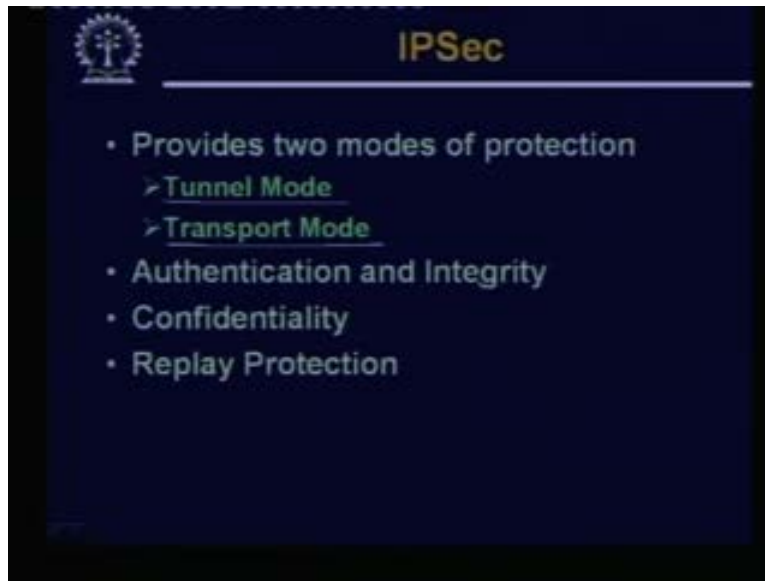 IPSec
• Provides two modes of protection
➢Tunnel Mode
➢Transport Mode
• Authentication and Integrity
• Confidentiality
• Replay Protection